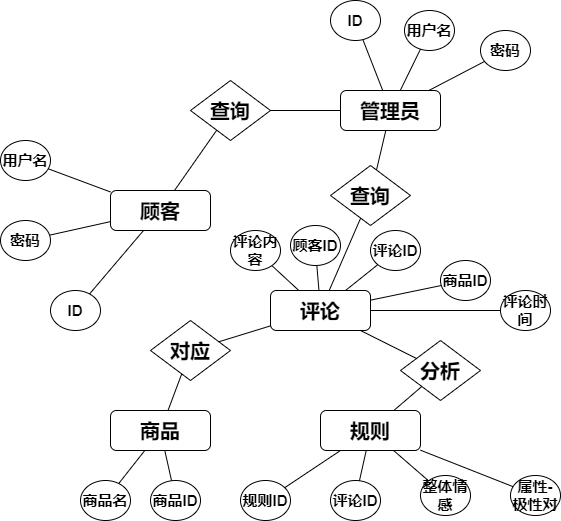 ID
用户名
密码
查询
管理员
用户名
顾客
查询
密码
评论内
容
顾客ID
评论ID
商品ID
ID
评论
评论时
间
对应
分析
商品
规则
商品名
商品ID
规则ID
评论ID
整体情
感
属性-
极性对